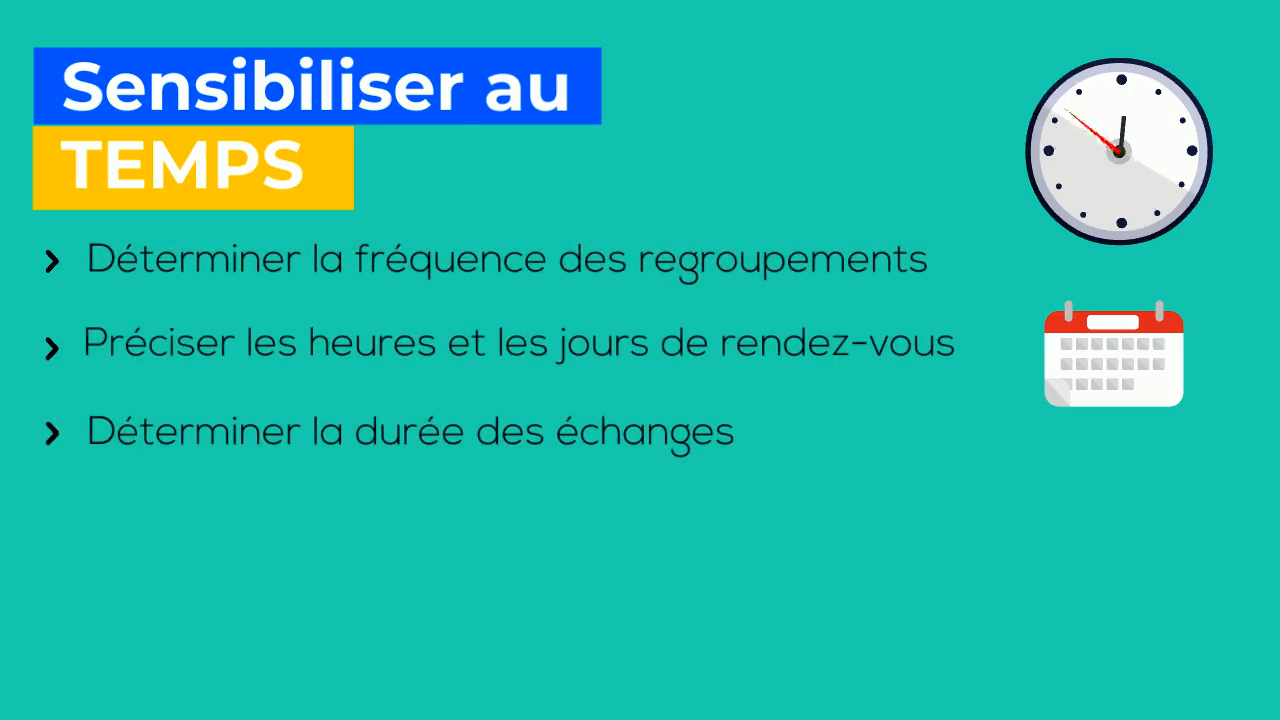 Sensibiliser au
TEMPS
Déterminer la fréquence des regroupements
Préciser les heures et les jours de rendez-vous
Déterminer la durée des échanges